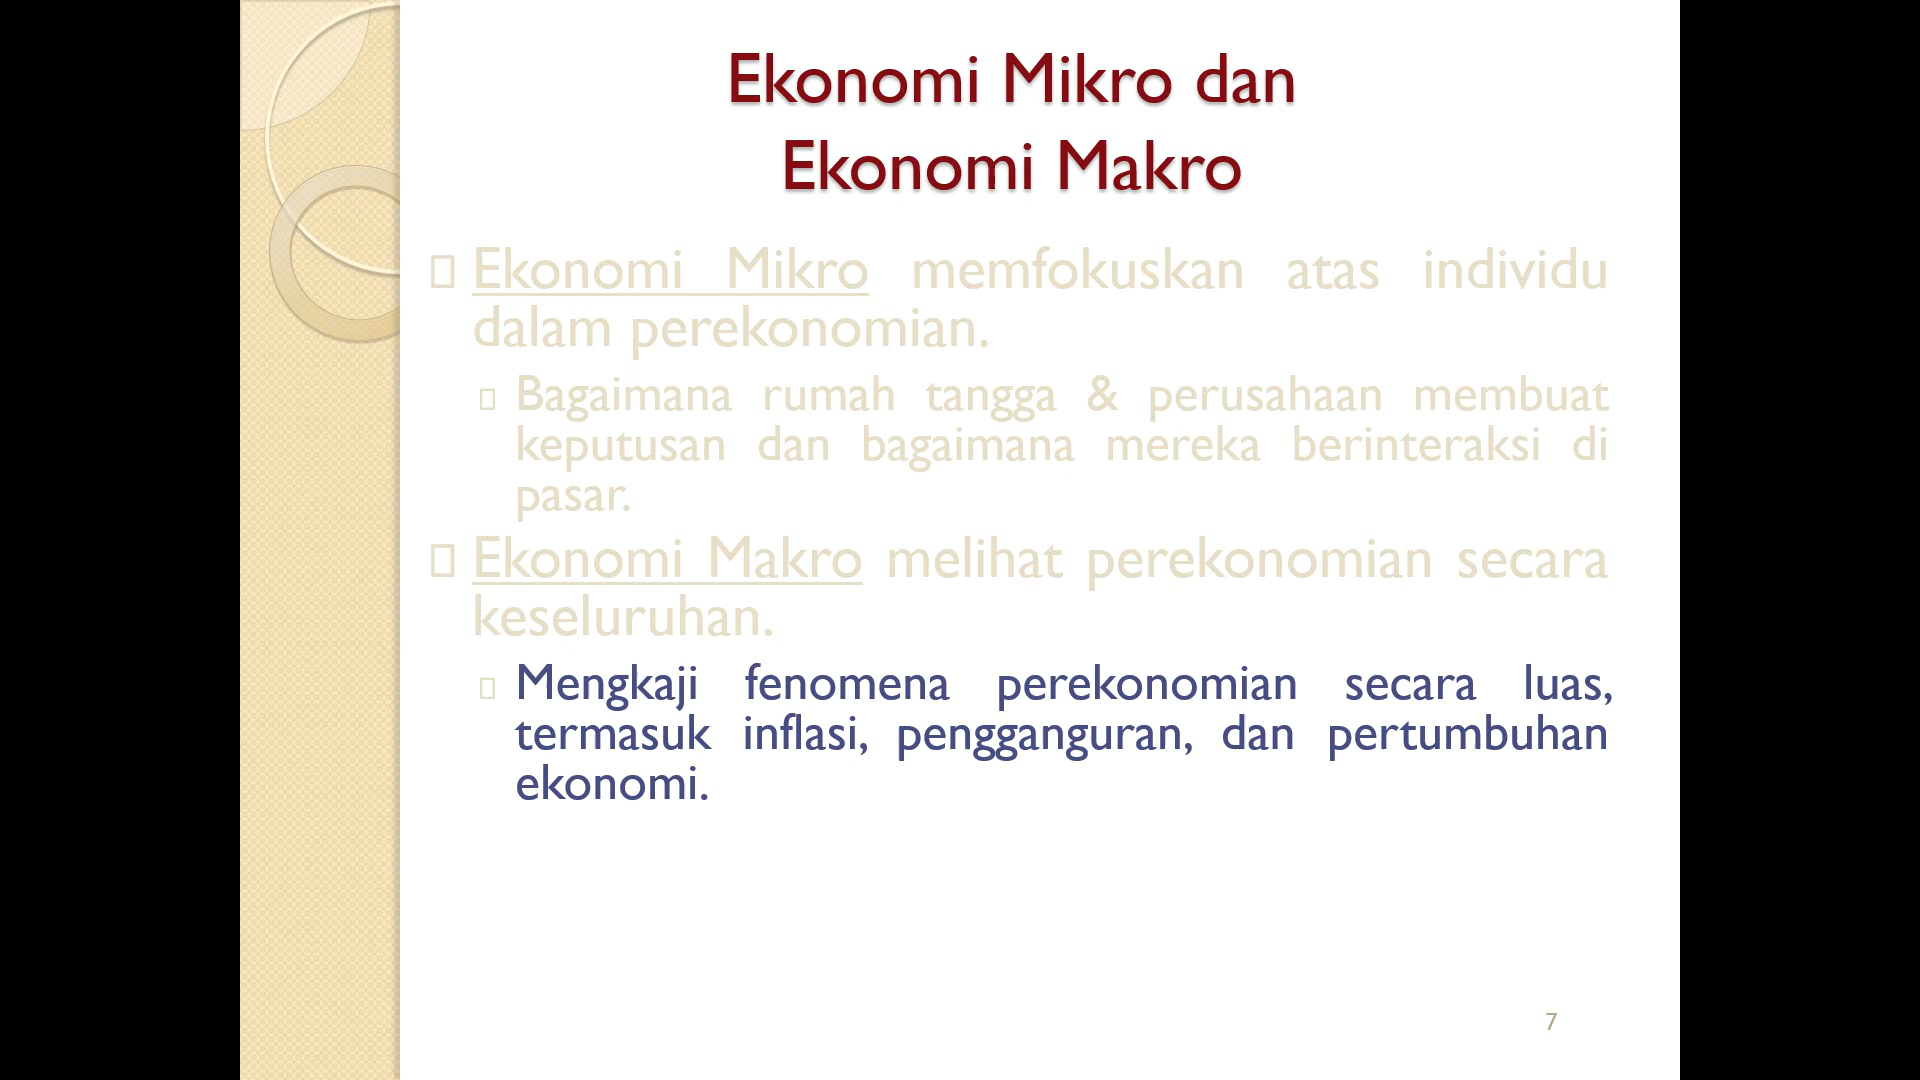 Ekonomi Mikro dan
Ekonomi Makro
Ekonomi Mikro memfokuskan atas individu
dalam perekonomian.
Bagaimana rumah tangga & perusahaan membuat
keputusan dan bagaimana mereka berinteraksi di
pasar.
Ekonomi Makro melihat perekonomian secara
keseluruhan.
Mengkaji fenomena perekonomian secara luas,
termasuk inflasi, pengganguran, dan pertumbuhan
ekonomi.
7